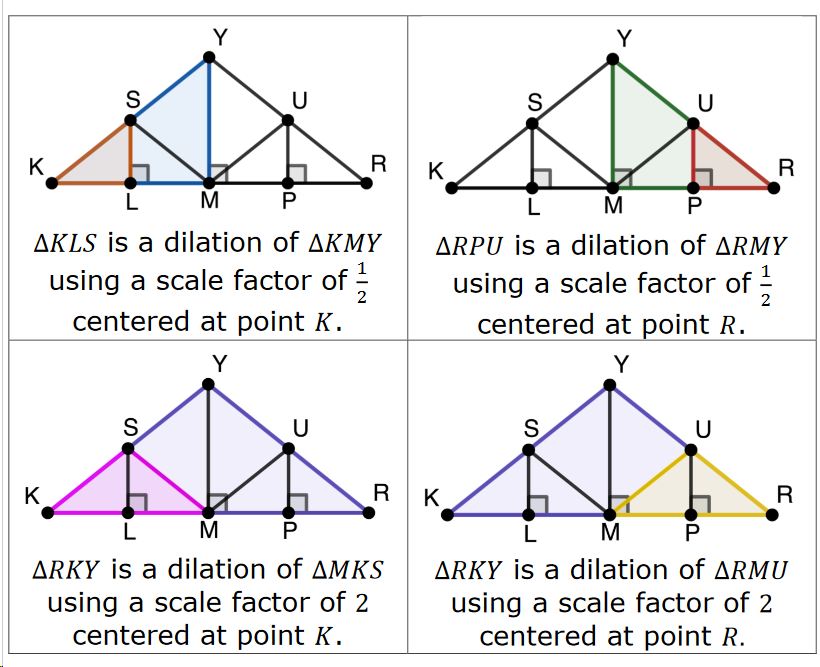 Y
S
U
K
R
L
M
P
ΔKLS is a dilation of ΔKMY
using a scale factor of 1/2
centered at point K.
Y
S
U
K
R
L
M
P
ΔRPU is a dilation of ΔRMY
using a scale factor of 1/2
centered at point R.
Y
S
U
K
R
L
M
P
ΔRKY is a dilation of ΔMKS
using a scale factor of 2
centered at point K.
Y
S
U
K
R
L
M
P
ΔRKY is a dilation of ΔRMU
using a scale factor of 2
centered at point R.